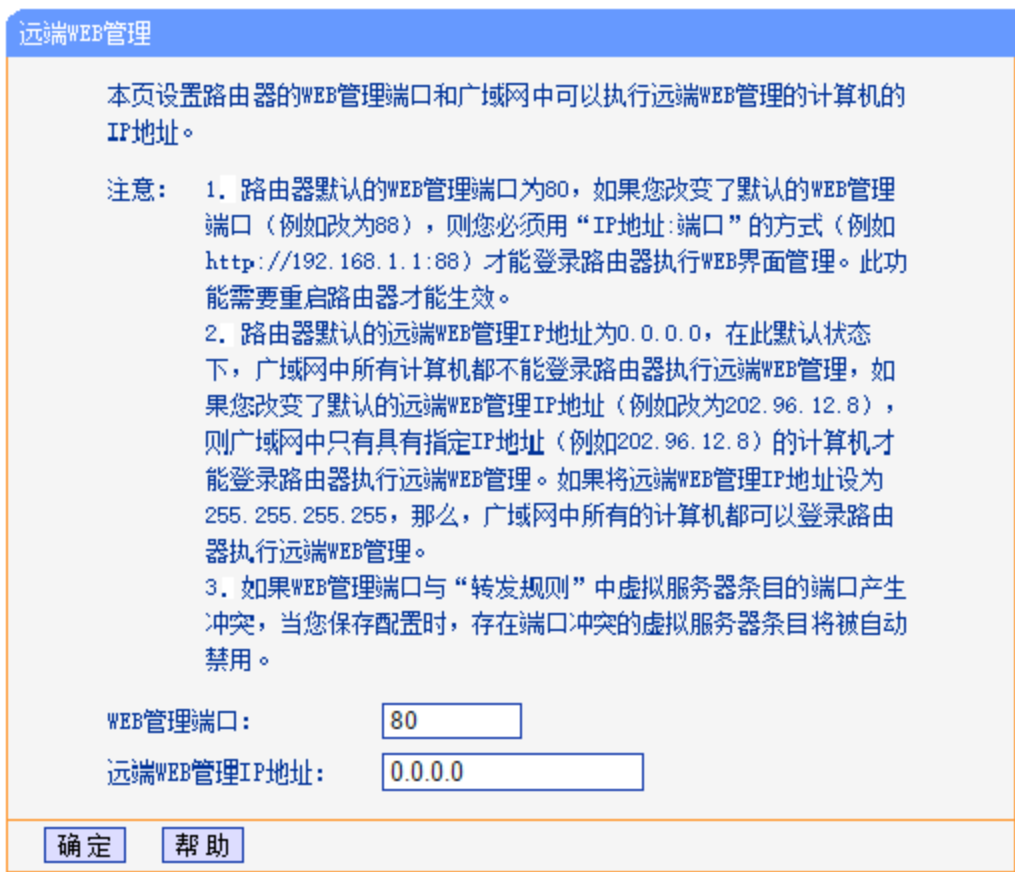 远端WEB管理
本页设置路由器的WEB管理端口和广域网中可以执行远端WEB管理的计算机的
IP地址。
注意： 1. 路由器默认的WEB管理端口为80，如果您改变了默认的WEB管理
端口（例如改为88），则您必须用“IP地址:端口”的方式（例如
http://192.168.1.1:88）才能登录路由器执行WEB界面管理。此功
能需要重启路由器才能生效。
2. 路由器默认的远端WEB管理IP地址为0.0.0.0，在此默认状态
下，广域网中所有计算机都不能登录路由器执行远端WEB管理，如
果您改变了默认的远端WEB管理IP地址（例如改为202.96.12.8），
则广域网中只有具有指定IP地址（例如202.96.12.8）的计算机才
能登录路由器执行远端WEB管理。如果将远端WEB管理IP地址设为
255.255.255.255，那么，广域网中所有的计算机都可以登录路由
器执行远端WEB管理。
3. 如果WEB管理端口与“转发规则”中虚拟服务器条目的端口产生
冲突，当您保存配置时，存在端口冲突的虚拟服务器条目将被自动
禁用。
WEB管理端口： 80
远端WEB管理IP地址： 0.0.0.0
确定 帮助